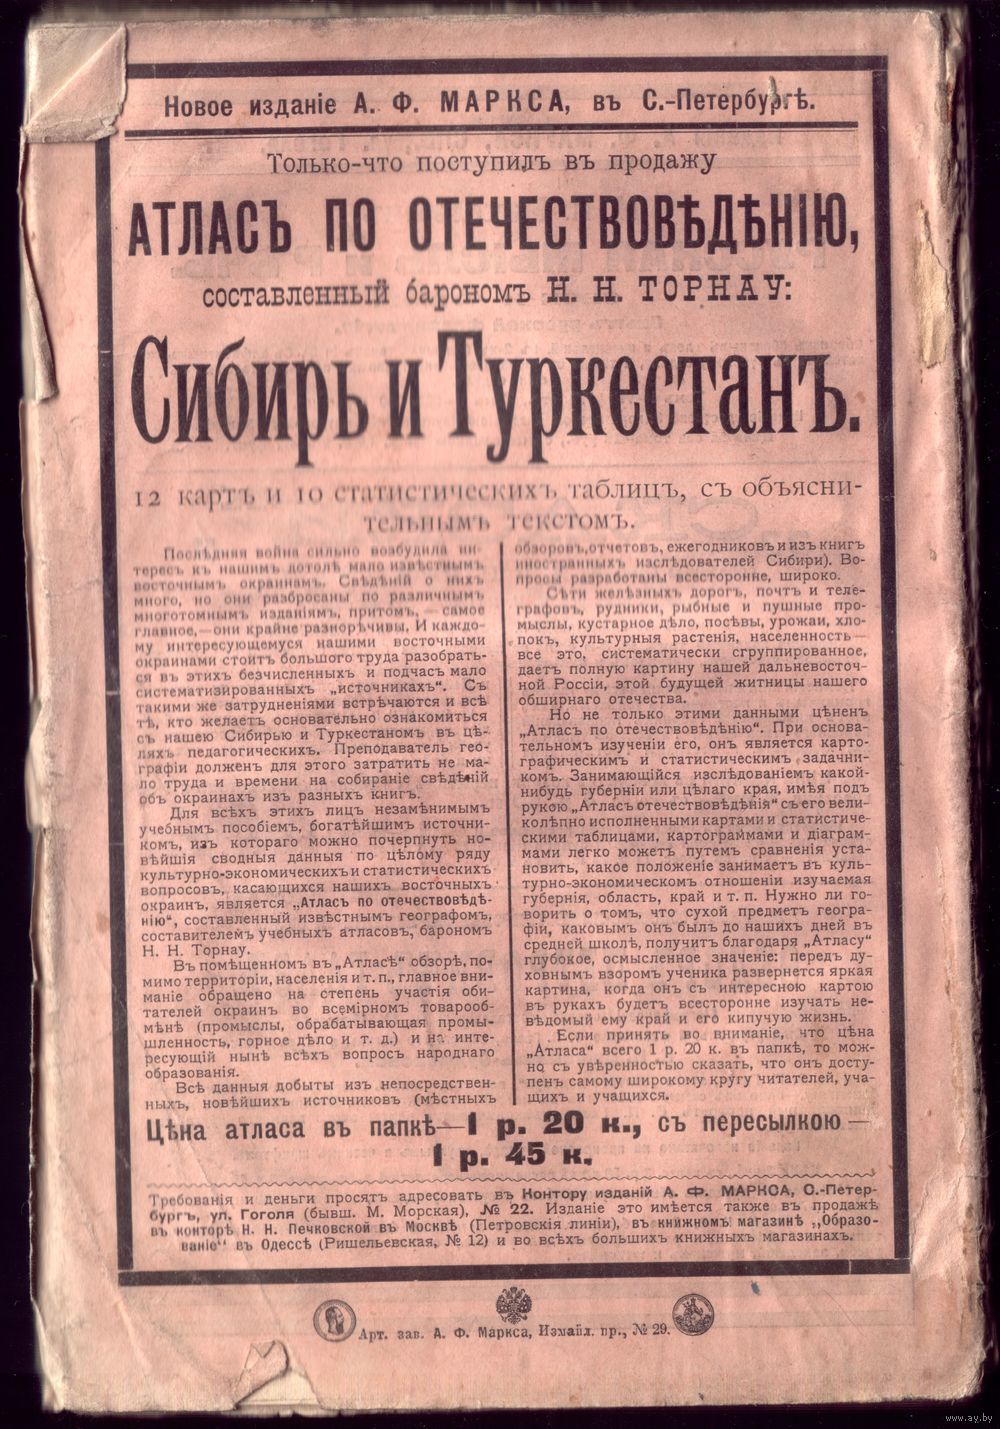 Новое изданіе А. Ф. МАРКСА, въ С.-Петербургѣ.
Только-что поступилъ въ продажу
АТЛАСЪ ПО ОТЕЧЕСТВОВѢДѢНІЮ,
составленный барономъ Н. Н. ТОРНАУ:
Сибирь и Туркестанъ.
12 картъ и 10 статистическихъ таблицъ, съ объясни-
тельнымъ текстомъ.
Послѣдняя война сильно возбудила ин-
тересъ къ нашимъ дотолѣ мало извѣстнымъ
восточнымъ окраинамъ. Свѣдѣній о нихъ
много, но они разбросаны по различнымъ
многотомнымъ изданіямъ, притомъ,—самое
главное,—они крайне разнорѣчивы. И каждо-
му интересующемуся нашими восточными
окраинами стоитъ большого труда разобрать-
ся въ этихъ безчисленныхъ и подчасъ мало
систематизированныхъ „источникахъ“. Съ
такими же затрудненіями встрѣчаются и всѣ
тѣ, кто желаетъ основательно ознакомиться
съ нашею Сибирью и Туркестаномъ въ цѣ-
ляхъ педагогическихъ. Преподаватель гео-
графіи долженъ для этого затратить не ма-
ло труда и времени на собираніе свѣдѣній
объ окраинахъ изъ разныхъ книгъ.
Для всѣхъ этихъ лицъ незамѣнимымъ
учебнымъ пособіемъ, богатѣйшимъ источни-
комъ, изъ котораго можно почерпнуть но-
вѣйшія сводныя данныя по цѣлому ряду
культурно-экономическихъ и статистическихъ
вопросовъ, касающихся нашихъ восточныхъ
окраинъ, является „Атласъ по отечествовѣдѣ-
нію“, составленный извѣстнымъ географомъ,
составителемъ учебныхъ атласовъ, барономъ
Н. Н. Торнау.
Въ помѣщенномъ въ „Атласѣ“ обзорѣ, по-
мимо территоріи, населенія и т. п., главное вни-
маніе обращено на степень участія оби-
тателей окраинъ во всемірномъ товарооб-
мѣнѣ (промыслы, обрабатывающая промы-
шленность, горное дѣло и т. д.) и на инте-
ресующій нынѣ всѣхъ вопросъ народнаго
образованія.
Всѣ данныя добыты изъ непосредствен-
ныхъ, новѣйшихъ источниковъ (мѣстныхъ
обзоровъ, отчетовъ, ежегодниковъ и изъ книгъ
иностранныхъ изслѣдователей Сибири). Во-
просы разработаны всесторонне, широко.
Сѣти желѣзныхъ дорогъ, почтъ и теле-
графовъ, рудники, рыбные и пушные про-
мыслы, кустарное дѣло, посѣвы, урожаи, хло-
покъ, культурныя растенія, населенность—
все это, систематически сгруппированное,
даетъ полную картину нашей дальневосточ-
ной Россіи, этой будущей житницы нашего
обширнаго отечества.
Но не только этими данными цѣненъ
„Атласъ по отечествовѣдѣнію“. При основа-
тельномъ изученіи его, онъ является карто-
графическимъ и статистическимъ задачни-
комъ. Занимающійся изслѣдованіемъ какой-
нибудь губерніи или цѣлаго края, имѣя подъ
рукою „Атласъ отечествовѣдѣнія“ съ его вели-
колѣпно исполненными картами и статистиче-
скими таблицами, картограммами и діаграм-
мами легко можетъ путемъ сравненія уста-
новить, какое положеніе занимаетъ въ куль-
турно-экономическомъ отношеніи изучаемая
губернія, область, край и т. п. Нужно ли го-
ворить о томъ, что сухой предметъ геогра-
фіи, каковымъ онъ былъ до нашихъ дней въ
средней школѣ, получитъ благодаря „Атласу“
глубокое, осмысленное значеніе: передъ ду-
ховнымъ взоромъ ученика развернется яркая
картина, когда онъ съ интересною картою
въ рукахъ будетъ всесторонне изучать не-
вѣдомый ему край и его кипучую жизнь.
Если принять во вниманіе, что цѣна
„Атласа“ всего 1 р. 20 к. въ папкѣ, то мож-
но съ увѣренностью сказать, что онъ досту-
пенъ самому широкому кругу читателей, уча-
щихъ и учащихся.
Цѣна атласа въ папкѣ—1 р. 20 к., съ пересылкою—
1 р. 45 к.
Требованія и деньги просятъ адресовать въ Контору изданій А. Ф. МАРКСА, С.-Петер-
бургъ, ул. Гоголя (бывш. М. Морская), № 22. Изданіе это имѣется также въ продажѣ
въ конторѣ Н. Н. Печковской въ Москвѣ (Петровскія линіи), въ книжномъ магазинѣ „Образо-
ваніе“ въ Одессѣ (Ришельевская, № 12) и во всѣхъ большихъ книжныхъ магазинахъ.
Арт. зав. А. Ф. Маркса, Измайл. пр., № 29.
www.ay.by